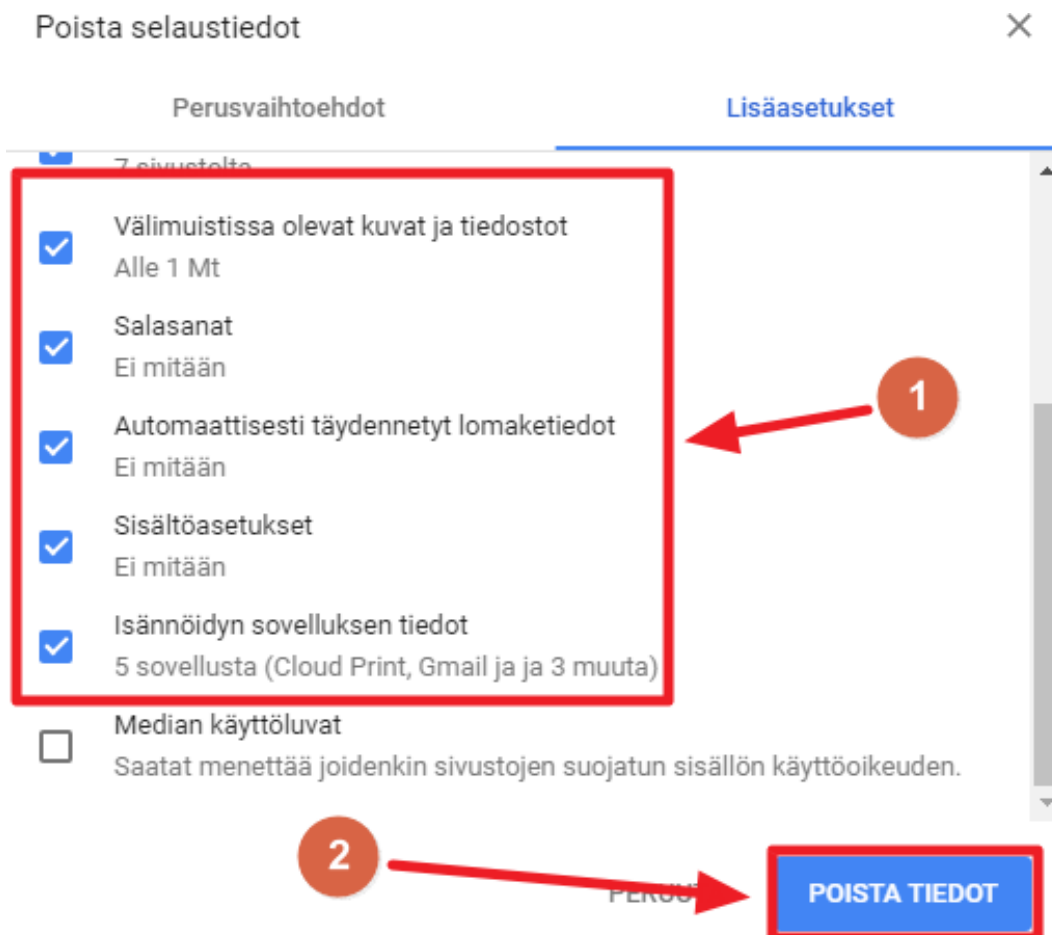 Poista selaustiedot
Perusvaihtoehdot
Lisäasetukset
7 sivustolta
Välimuistissa olevat kuvat ja tiedostot
Alle 1 Mt
Salasanat
Ei mitään
1
Automaattisesti täydennetyt lomaketiedot
Ei mitään
Sisältöasetukset
Ei mitään
Isännöidyn sovelluksen tiedot
5 sovellusta (Cloud Print, Gmail ja ja 3 muuta)
Median käyttöluvat
Saatat menettää joidenkin sivustojen suojatun sisällön käyttöoikeuden.
2
POISTA TIEDOT